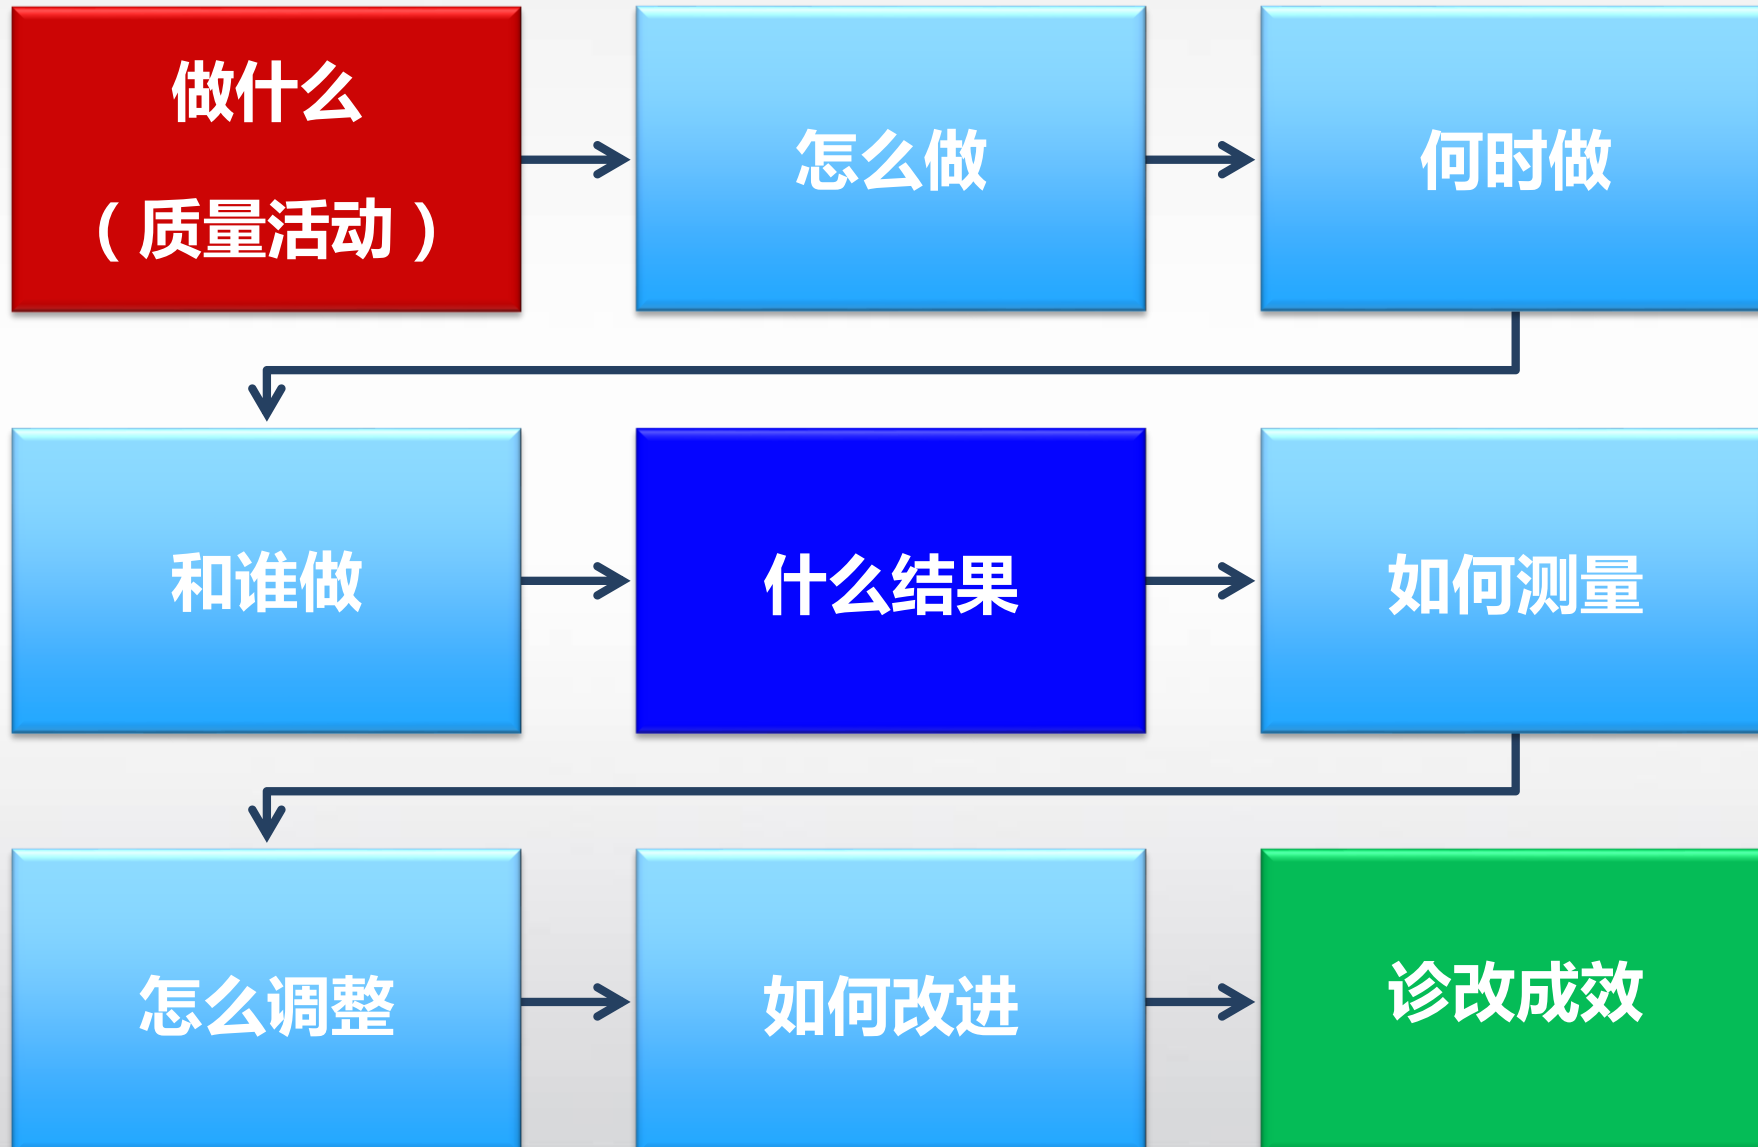 做什么
（质量活动）
怎么做
何时做
和谁做
什么结果
如何测量
怎么调整
如何改进
诊改成效